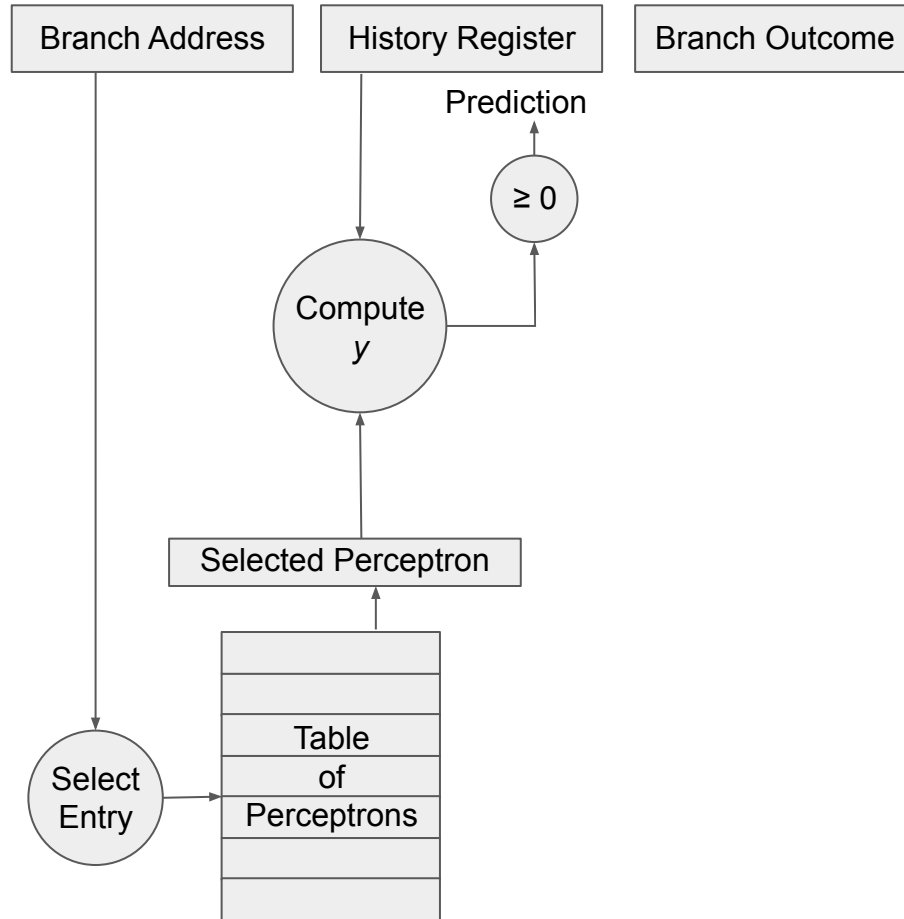 Branch Address
History Register
Branch Outcome
Prediction
≥ 0
Compute
y
Selected Perceptron
Table
of
Perceptrons
Select
Entry